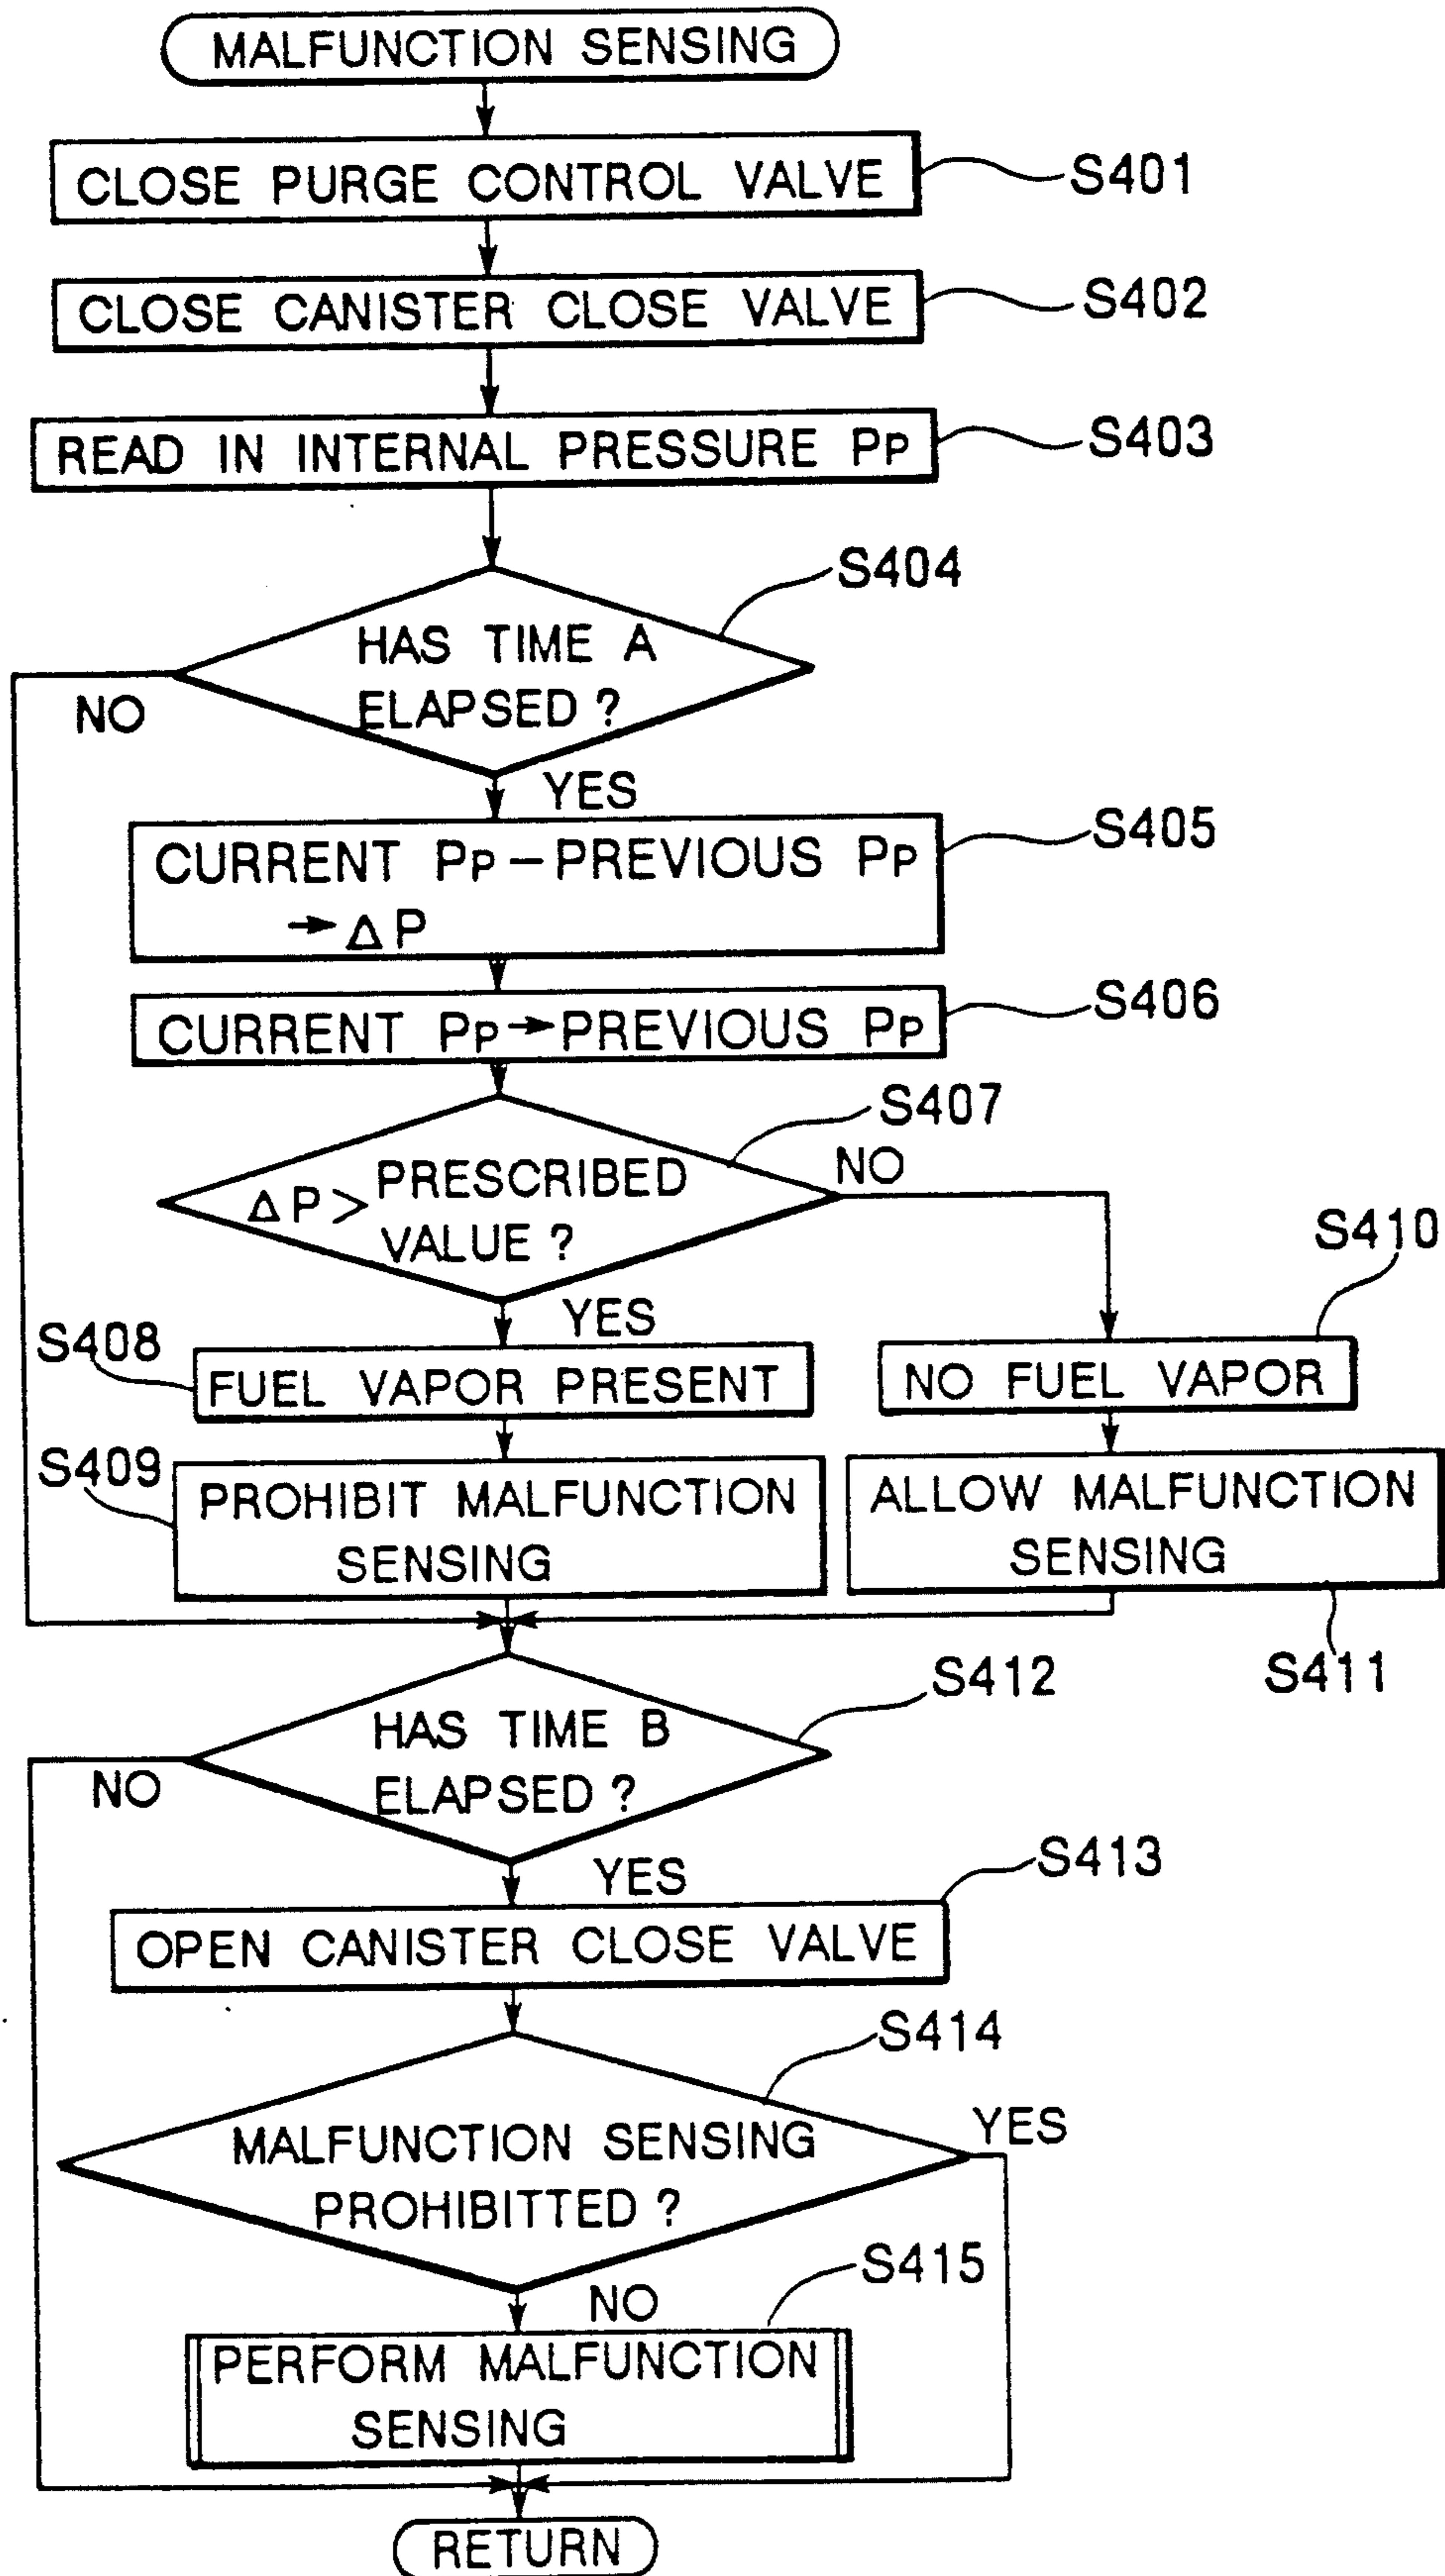 MALFUNCTION SENSING
CLOSE PURGE CONTROL VALVE
S401
CLOSE CANISTER CLOSE VALVE
S402
READ IN INTERNAL PRESSURE PP
S403
S404
HAS TIME A
ELAPSED ?
NO
YES
S405
CURRENT PP – PREVIOUS PP
→ Δ P
S406
CURRENT PP → PREVIOUS PP
S407
Δ P > PRESCRIBED
VALUE ?
NO
YES
S410
S408
FUEL VAPOR PRESENT
NO FUEL VAPOR
S409
PROHIBIT MALFUNCTION
SENSING
ALLOW MALFUNCTION
SENSING
S411
S412
HAS TIME B
ELAPSED ?
NO
YES
S413
OPEN CANISTER CLOSE VALVE
S414
MALFUNCTION SENSING
PROHIBITTED ?
YES
NO
S415
PERFORM MALFUNCTION
SENSING
RETURN